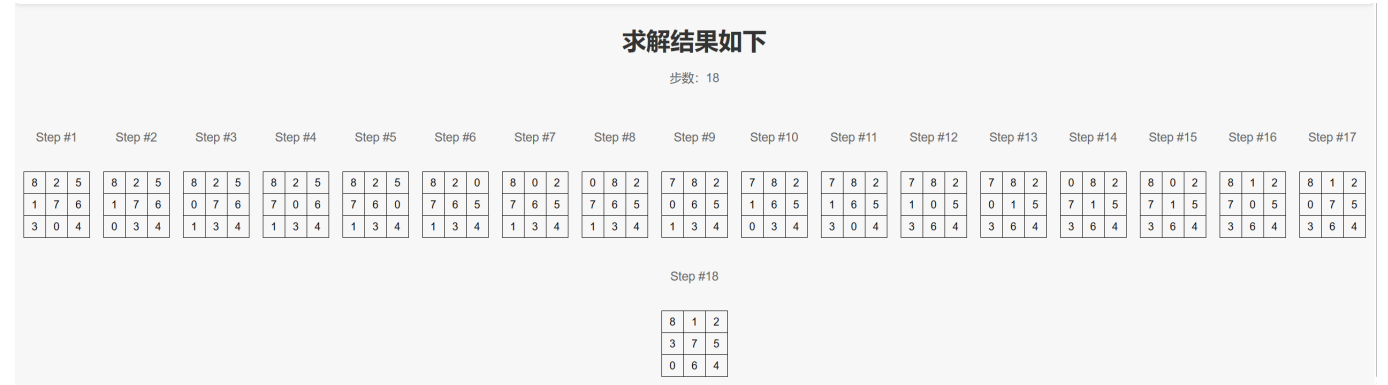 求解结果如下
步数：18
Step #1 Step #2 Step #3 Step #4 Step #5 Step #6 Step #7 Step #8 Step #9 Step #10 Step #11 Step #12 Step #13 Step #14 Step #15 Step #16 Step #17
8 2 5 8 2 5 8 2 5 8 2 5 8 2 5 8 2 0 8 0 2 0 8 2 7 8 2 7 8 2 7 8 2 7 8 2 7 8 2 0 8 2 8 0 2 8 1 2 8 1 2
1 7 6 1 7 6 0 7 6 7 0 6 7 6 0 7 6 5 7 6 5 7 6 5 0 6 5 1 6 5 1 6 5 1 0 5 0 1 5 7 1 5 7 1 5 7 0 5 0 7 5
3 0 4 0 3 4 1 3 4 1 3 4 1 3 4 1 3 4 1 3 4 1 3 4 1 3 4 0 3 4 3 0 4 3 6 4 3 6 4 3 6 4 3 6 4 3 6 4 3 6 4
Step #18
8 1 2
3 7 5
0 6 4